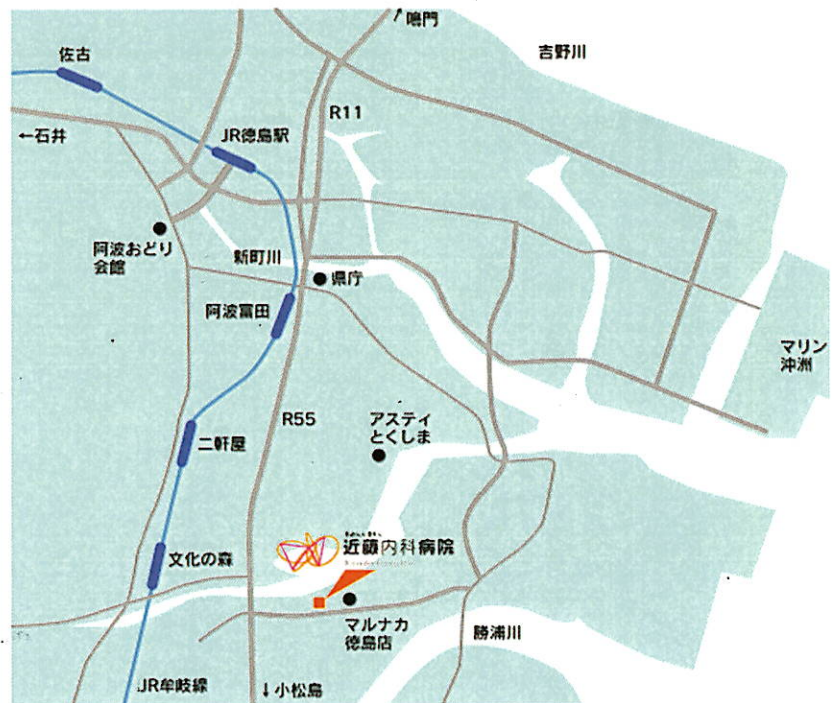 鳴門
吉野川
佐古
R11
←石井
JR徳島駅
阿波おどり
会館
新町川
県庁
阿波富田
マリン
沖洲
R55
アスティ
とくしま
二軒屋
近藤内科病院
文化の森
マルナカ
徳島店
勝浦川
JR牟岐線
↓小松島